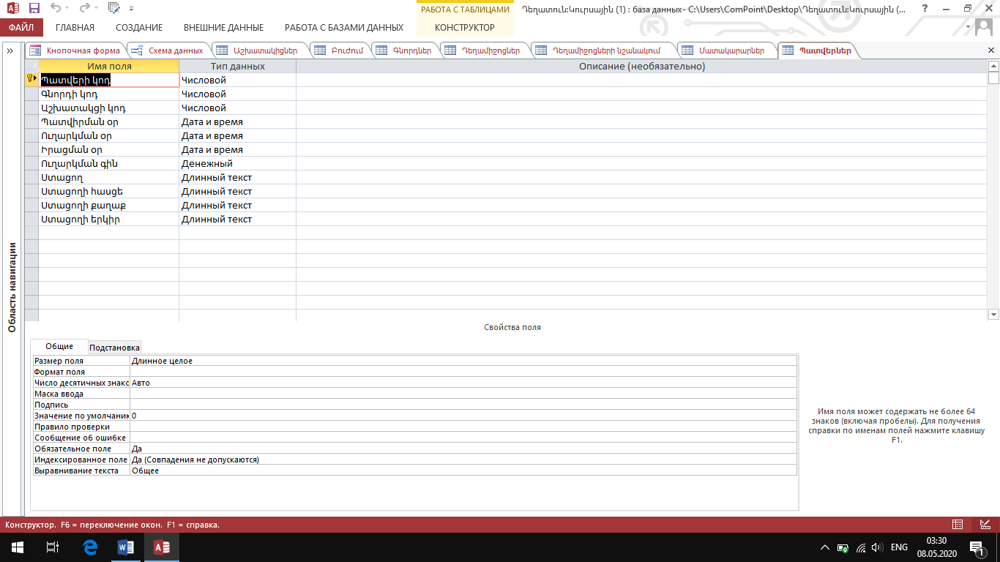 РАБОТА С ТАБЛИЦАМИ
Դեղատուն:Կուրսային (1) : база данных- C:\Users\ComPoint\Desktop\Դեղատուն:Կուրսային (...
ФАЙЛ ГЛАВНАЯ СОЗДАНИЕ ВНЕШНИЕ ДАННЫЕ РАБОТА С БАЗАМИ ДАННЫХ КОНСТРУКТОР
Кнопочная форма Схема данных Աշխատակիցներ Բուժում Գնորդներ Դեղամիջոցներ Դեղամիջոցների նշանակում Մատակարարներ Պատվերներ
Имя поля Тип данных Описание (необязательно)
Պատվերի կոդ Числовой
Գնորդի կոդ Числовой
Աշխատակցի կոդ Числовой
Պատվիրման օր Дата и время
Ուղարկման օր Дата и время
Իրացման օր Дата и время
Ուղարկման գին Денежный
Ստացող Длинный текст
Ստացողի հասցե Длинный текст
Ստացողի քաղաք Длинный текст
Ստացողի երկիր Длинный текст
Область навигации
Свойства поля
Общие Подстановка
Размер поля Длинное целое
Формат поля
Число десятичных знако Авто
Маска ввода
Подпись
Значение по умолчанию 0
Правило проверки
Сообщение об ошибке
Обязательное поле Да
Индексированное поле Да (Совпадения не допускаются)
Выравнивание текста Общее
Имя поля может содержать не более 64
знаков (включая пробелы). Для получения
справки по именам полей нажмите клавишу
F1.
Конструктор. F6 = переключение окон. F1 = справка.
ENG
03:30
08.05.2020
1